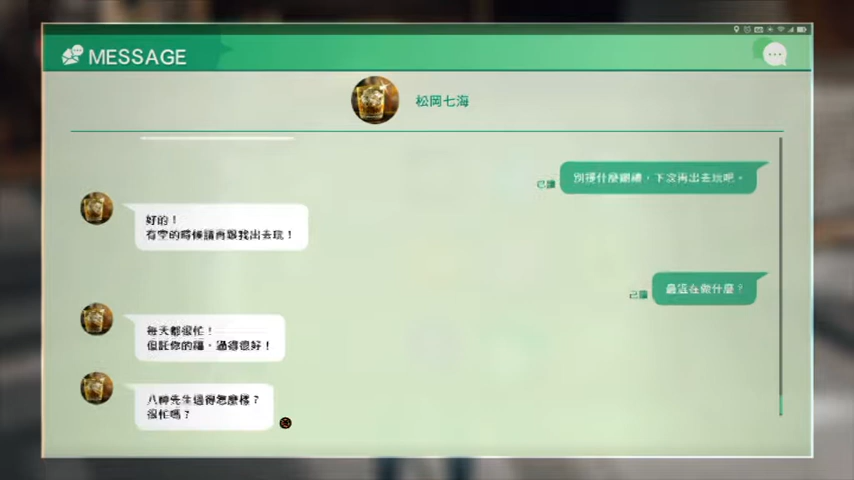 MESSAGE
松岡七海
已讀
別提什麼觀賞，下次再出去玩吧。
好的！
有空的時候請再跟我出去玩！
已讀
最近在做什麼？
每天都很忙！
但託你的福，過得很好！
八神先生過得怎麼樣？
很忙嗎？